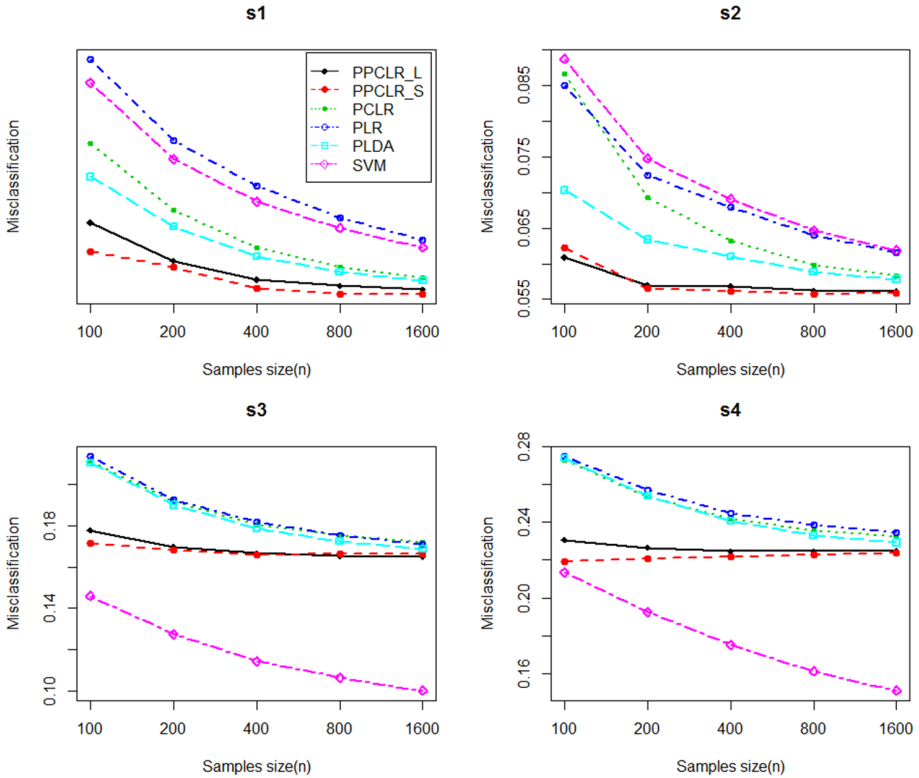 s1
Misclassification
100 200 400 800 1600
Samples size(n)
PPCLR_L
PPCLR_S
PCLR
PLR
PLDA
SVM
s2
Misclassification
0.085
0.075
0.065
0.055
100 200 400 800 1600
Samples size(n)
s3
Misclassification
0.18
0.14
0.10
100 200 400 800 1600
Samples size(n)
s4
Misclassification
0.28
0.24
0.20
0.16
100 200 400 800 1600
Samples size(n)